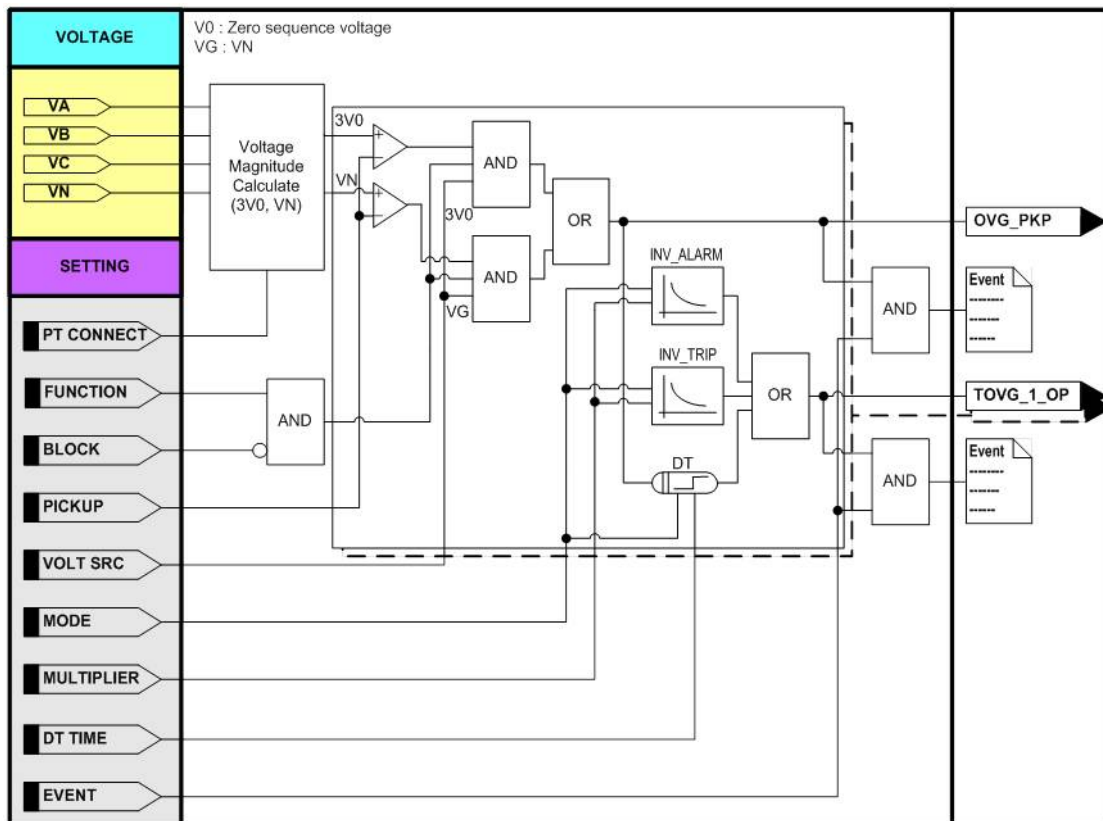 VOLTAGE
V0 : Zero sequence voltage
VG : VN
VA
VB
VC
VN
Voltage
Magnitude
Calculate
(3V0, VN)
3V0
VN
+
−
+
−
AND
3V0
AND
VG
OR
OVG_PKP
SETTING
INV_ALARM
INV_TRIP
DT
OR
AND
Event
TOVG_1_OP
AND
Event
PT CONNECT
FUNCTION
AND
BLOCK
PICKUP
VOLT SRC
MODE
MULTIPLIER
DT TIME
EVENT